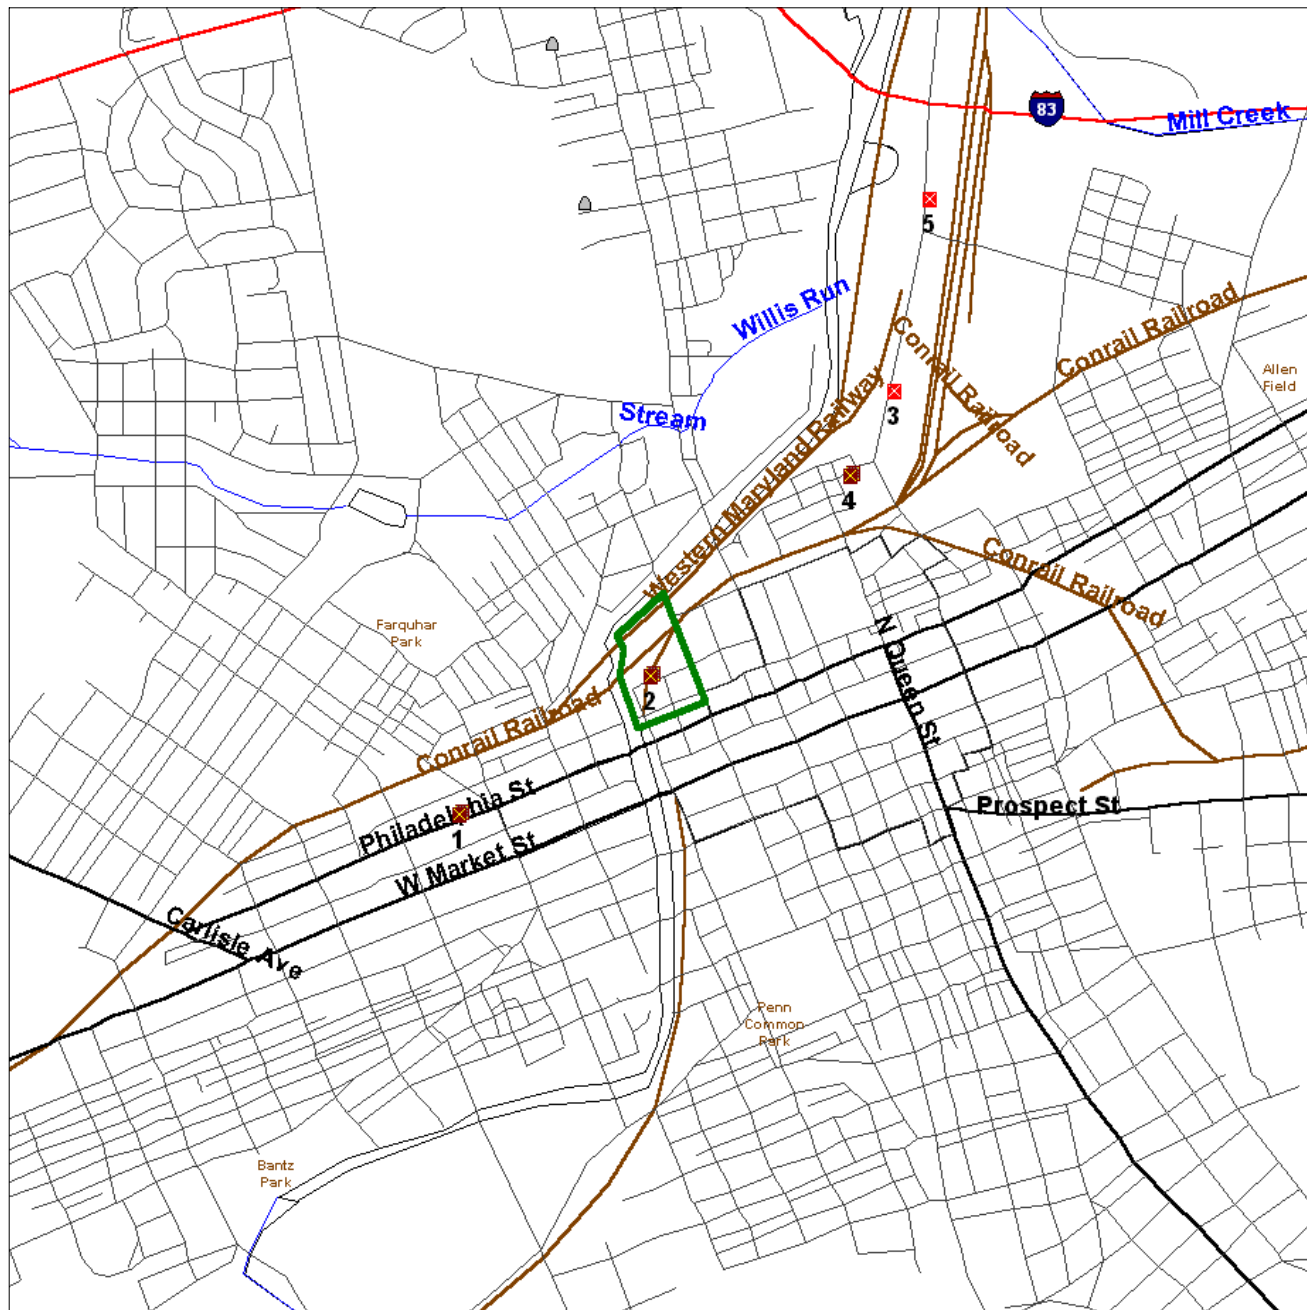 83
Mill Creek
5
Willis Run
Conrail Railroad
Conrail Railroad
Allen
Field
Stream
3
Western Maryland Railway
4
Conrail Railroad
Farquhar
Park
N Queen St
2
Conrail Railroad
Philadelphia St
1
Prospect St
W Market St
Carlisle Ave
Penn
Common
Park
Bantz
Park